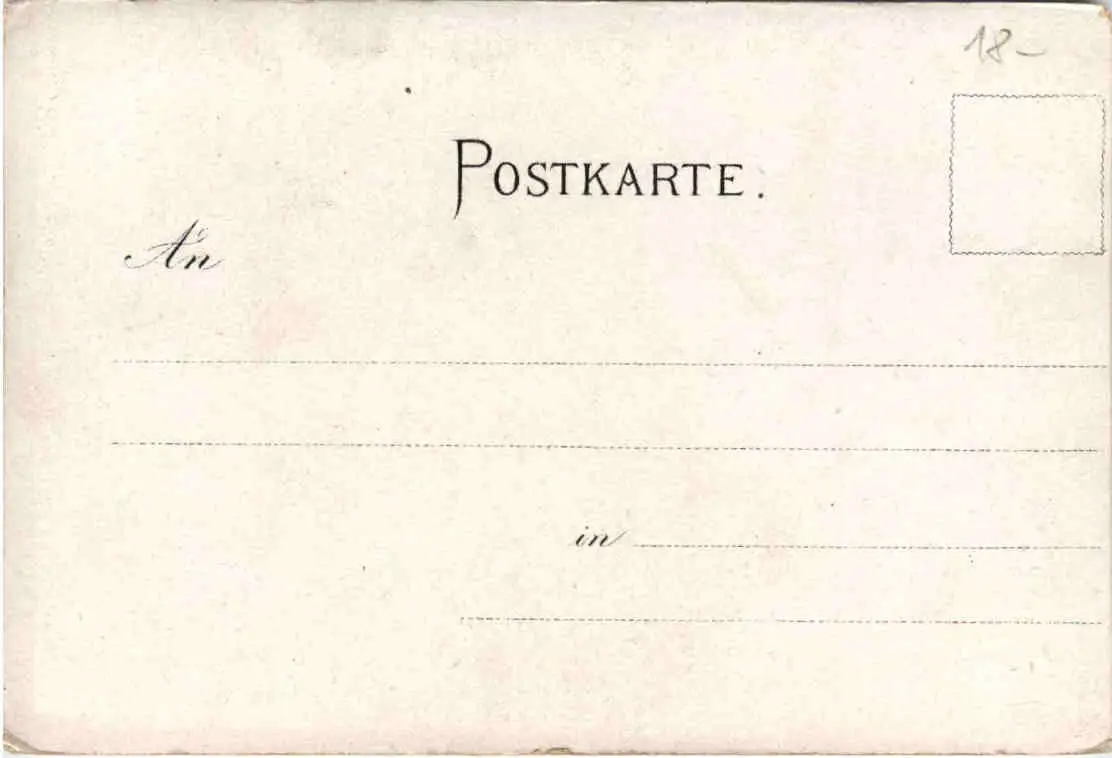 18-
POSTKARTE.
An
in